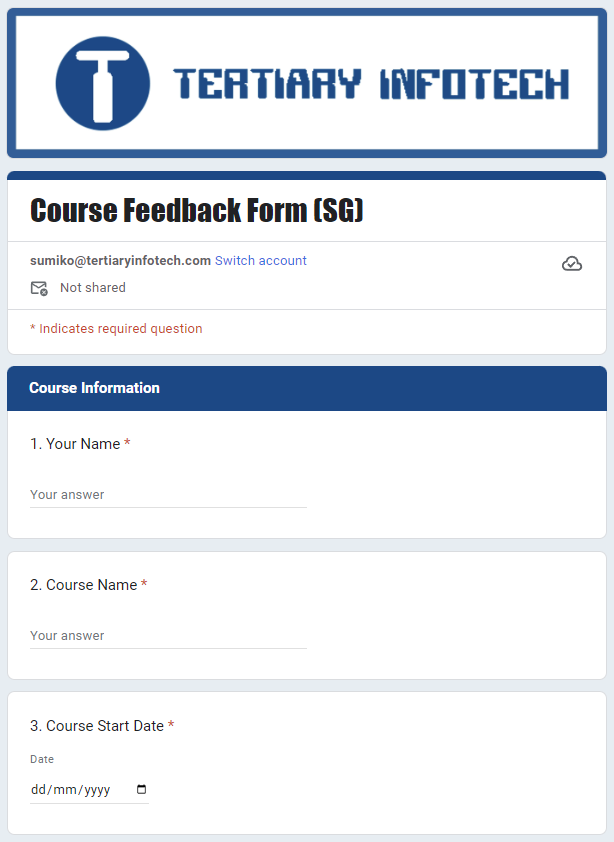 TERTIARY INFOTECH
Course Feedback Form (SG)
sumiko@tertiaryinfotech.com Switch account
Not shared
* Indicates required question
Course Information
1. Your Name *
Your answer
2. Course Name *
Your answer
3. Course Start Date *
Date
dd/mm/yyyy